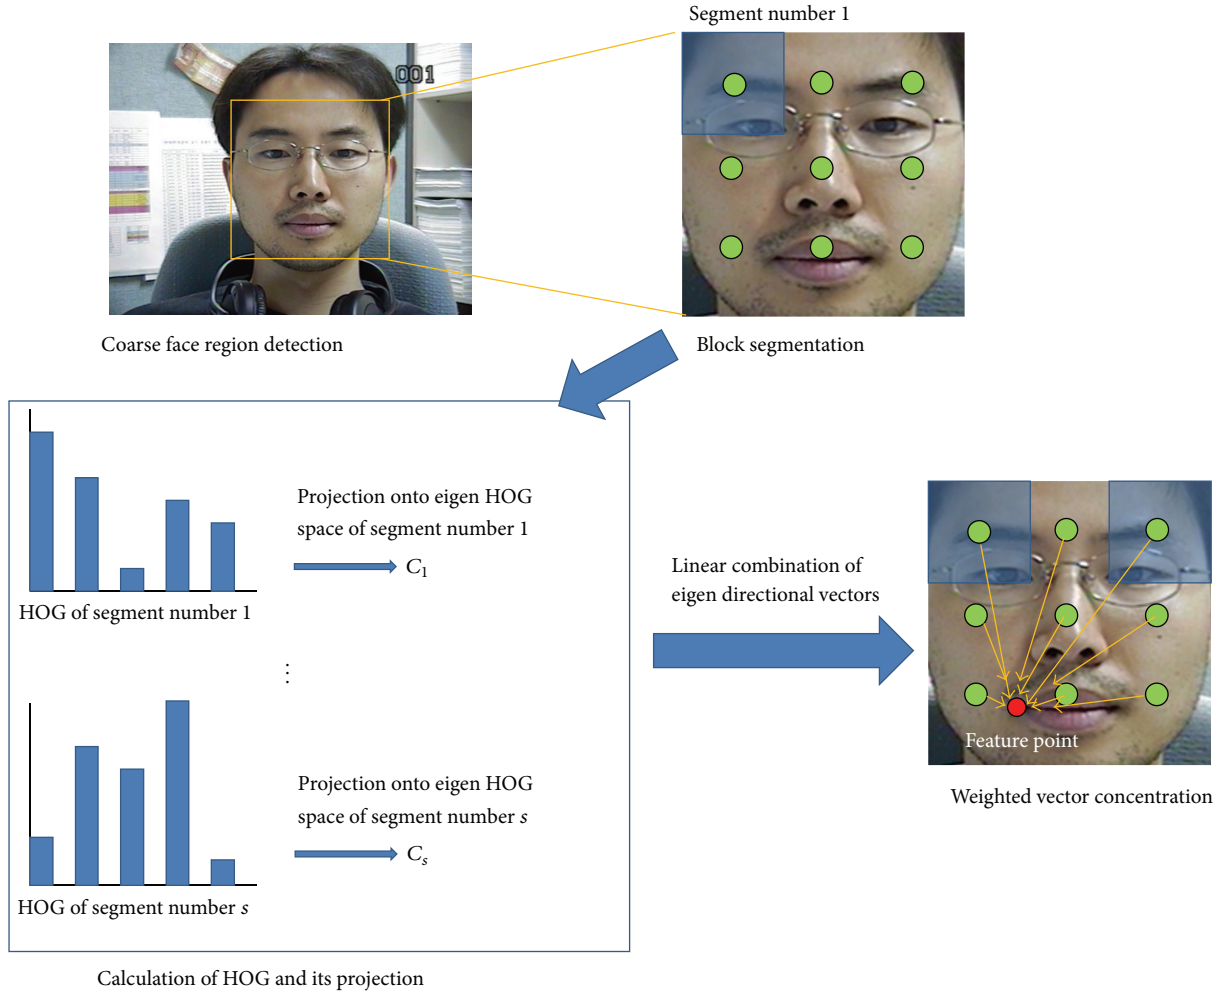 Segment number 1
001
Coarse face region detection
Block segmentation
Projection onto eigen HOG
space of segment number 1
C₁
HOG of segment number 1
⋮
Projection onto eigen HOG
space of segment number s
Cₛ
HOG of segment number s
Calculation of HOG and its projection
Linear combination of
eigen directional vectors
Feature point
Weighted vector concentration